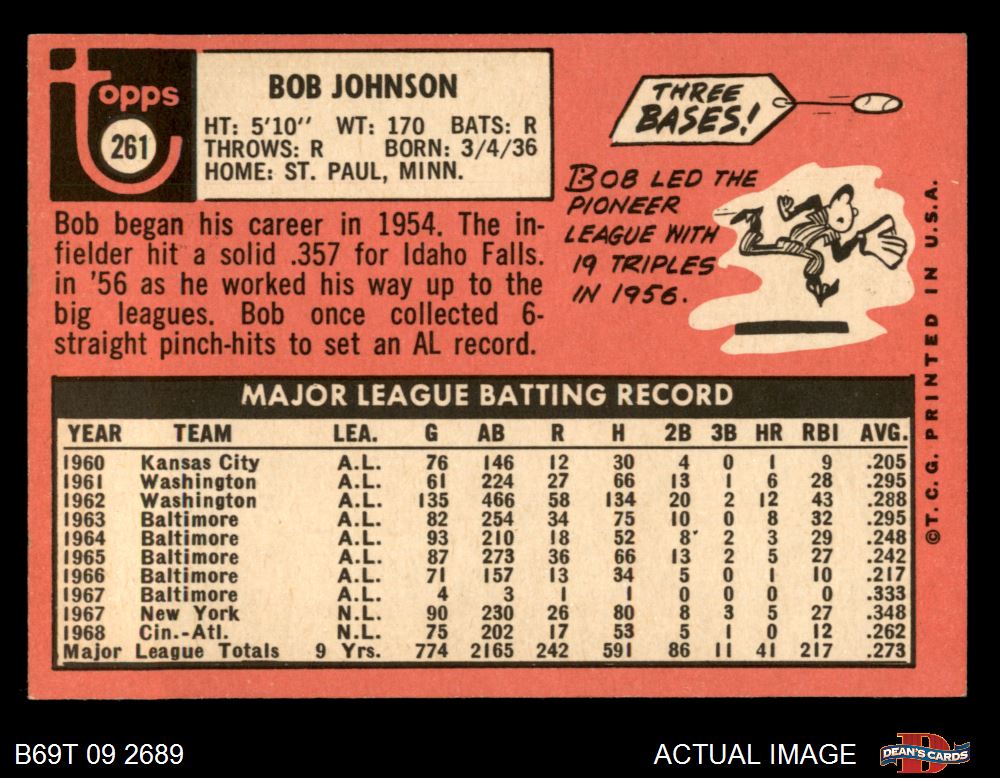 topps
261
BOB JOHNSON
HT: 5'10" WT: 170 BATS: R
THROWS: R BORN: 3/4/36
HOME: ST. PAUL, MINN.
Bob began his career in 1954. The in-
fielder hit a solid .357 for Idaho Falls.
in '56 as he worked his way up to the
big leagues. Bob once collected 6-
straight pinch-hits to set an AL record.
THREE
BASES!
BOB LED THE
PIONEER
LEAGUE WITH
19 TRIPLES
IN 1956.
MAJOR LEAGUE BATTING RECORD
YEAR TEAM LEA. G AB R H 2B 3B HR RBI AVG.
1960 Kansas City A.L. 76 146 12 30 4 0 1 9 .205
1961 Washington A.L. 61 224 27 66 13 1 6 28 .295
1962 Washington A.L. 135 466 58 134 20 2 12 43 .288
1963 Baltimore A.L. 82 254 34 75 10 0 8 32 .295
1964 Baltimore A.L. 93 210 18 52 8 2 3 29 .248
1965 Baltimore A.L. 87 273 36 66 13 2 5 27 .242
1966 Baltimore A.L. 71 157 13 34 5 0 1 10 .217
1967 Baltimore A.L. 4 3 1 1 0 0 0 0 .333
1967 New York N.L. 90 230 26 80 8 3 5 27 .348
1968 Cin.-Atl. N.L. 75 202 17 53 5 1 0 12 .262
Major League Totals 9 Yrs. 774 2165 242 591 86 11 41 217 .273
©T. C. G. PRINTED IN U.S.A.
B69T 09 2689
ACTUAL IMAGE
D
DEAN'S CARDS